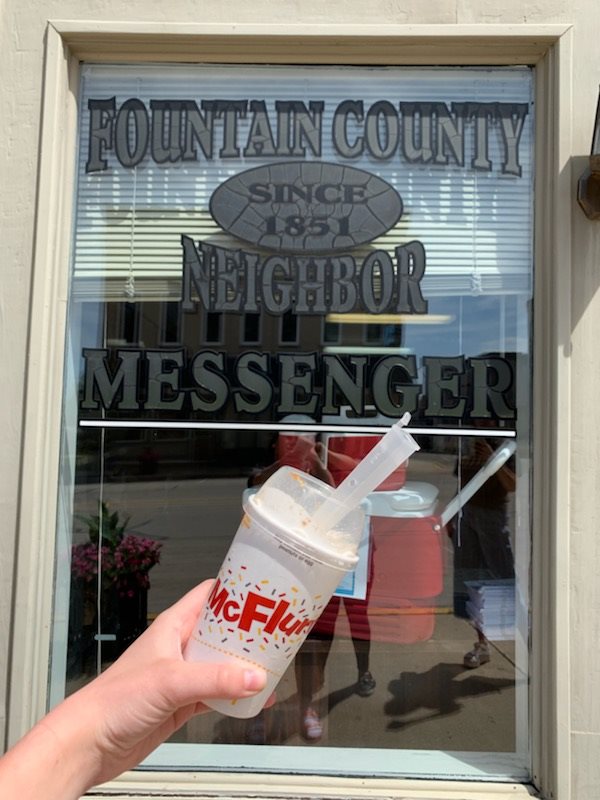 FOUNTAIN COUNTY
SINCE
1851
NEIGHBOR
MESSENGER
McFlur